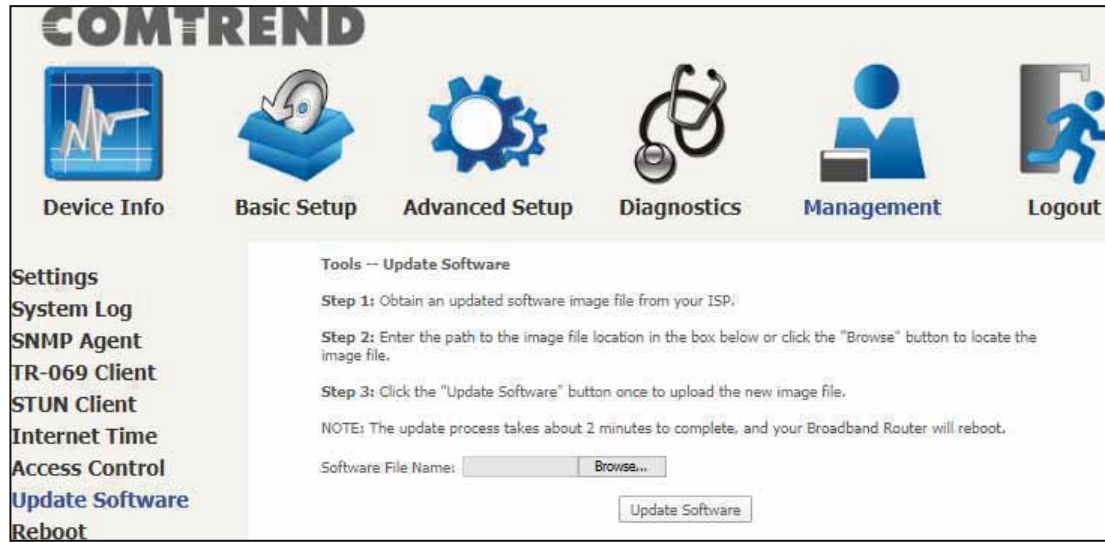 COMTREND
Device Info
Basic Setup
Advanced Setup
Diagnostics
Management
Logout
Settings
System Log
SNMP Agent
TR-069 Client
STUN Client
Internet Time
Access Control
Update Software
Reboot
Tools -- Update Software
Step 1: Obtain an updated software image file from your ISP.
Step 2: Enter the path to the image file location in the box below or click the "Browse" button to locate the
image file.
Step 3: Click the "Update Software" button once to upload the new image file.
NOTE: The update process takes about 2 minutes to complete, and your Broadband Router will reboot.
Software File Name: Browse...
Update Software